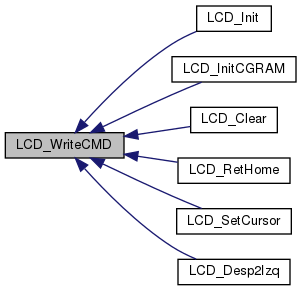 LCD_Init
LCD_InitCGRAM
LCD_Clear
LCD_WriteCMD
LCD_RetHome
LCD_SetCursor
LCD_Desp2Izq